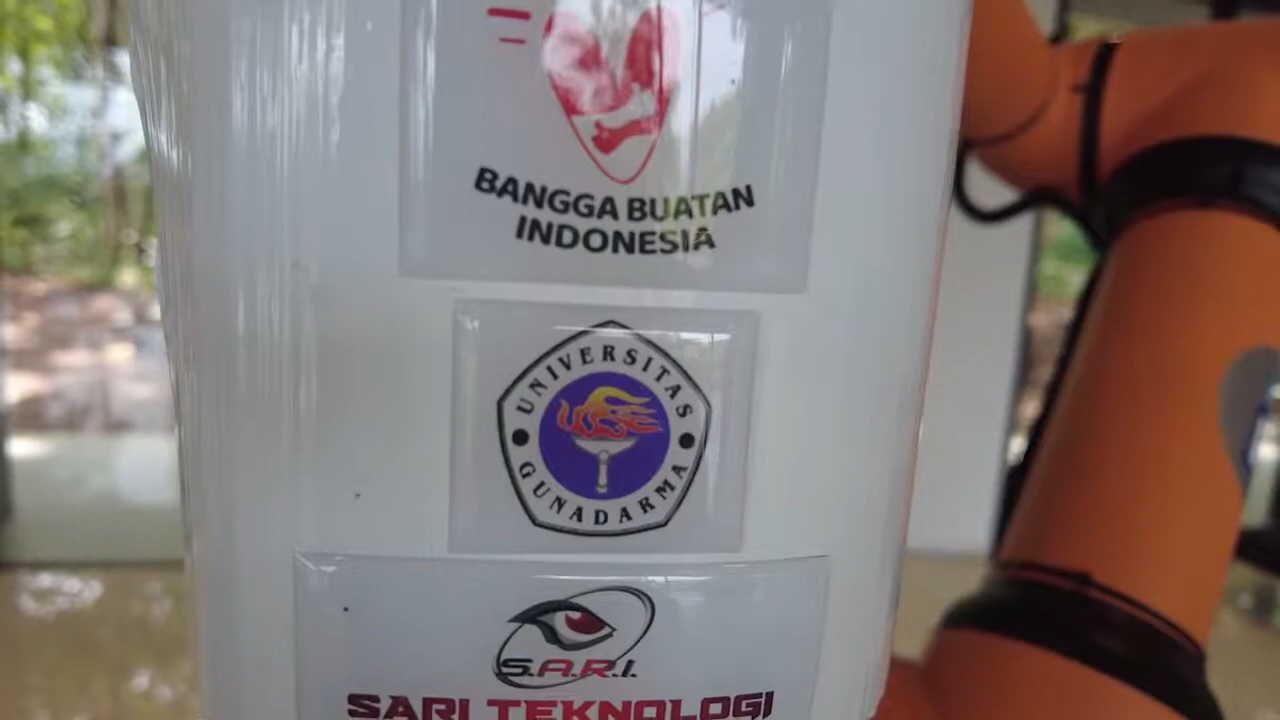 BANGGA BUATAN
INDONESIA
UNIVERSITAS
GUNADARMA
S.A.R.I.
SARI TEKNOLOGI